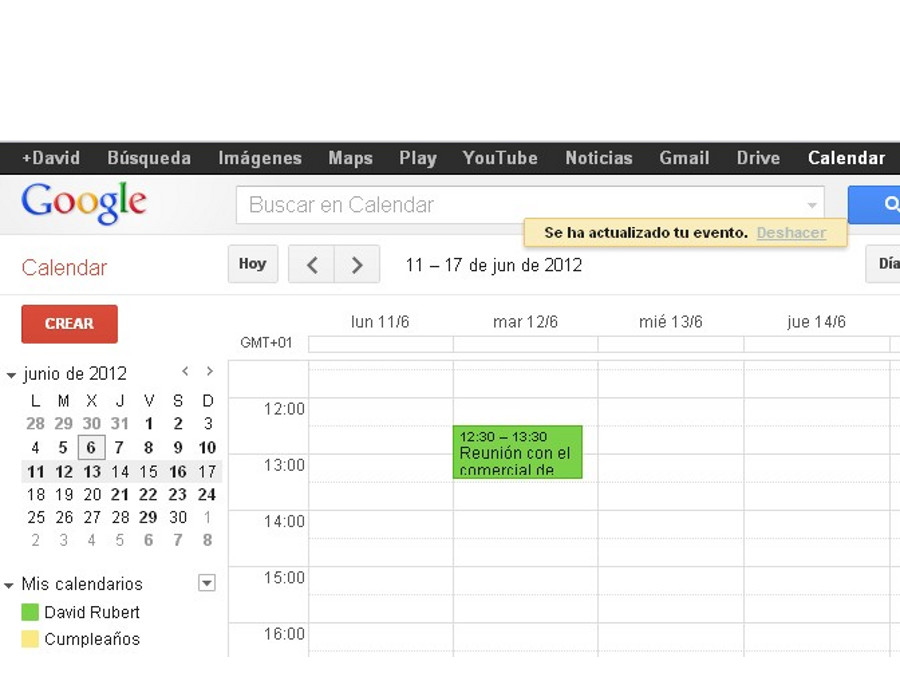 +David Búsqueda Imágenes Maps Play YouTube Noticias Gmail Drive Calendar
Google
Buscar en Calendar
Se ha actualizado tu evento. Deshacer
Calendar
Hoy
11 – 17 de jun de 2012
Día
CREAR
lun 11/6 mar 12/6 mié 13/6 jue 14/6
GMT+01
junio de 2012
L M X J V S D
28 29 30 31 1 2 3
4 5 6 7 8 9 10
11 12 13 14 15 16 17
18 19 20 21 22 23 24
25 26 27 28 29 30 1
2 3 4 5 6 7 8
Mis calendarios
David Rubert
Cumpleaños
12:00
12:30 – 13:30
Reunión con el
comercial de
13:00
14:00
15:00
16:00